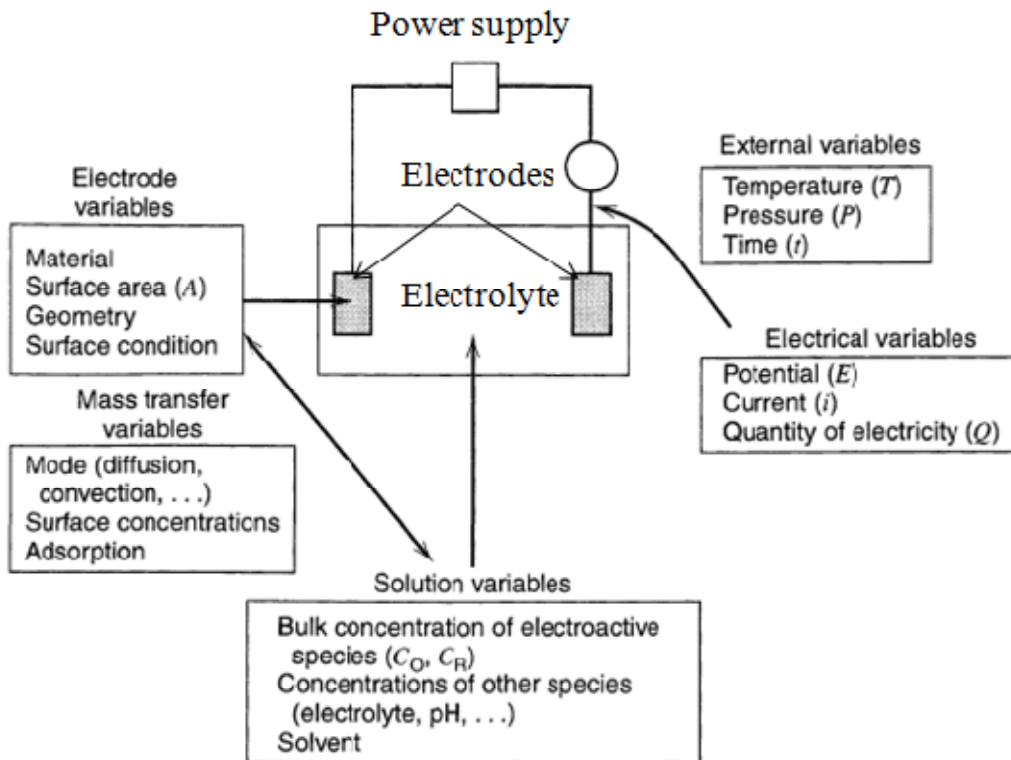 Power supply
Electrodes
Electrolyte
Electrode
variables
Material
Surface area (A)
Geometry
Surface condition
Mass transfer
variables
Mode (diffusion,
convection, . . .)
Surface concentrations
Adsorption
External variables
Temperature (T)
Pressure (P)
Time (t)
Electrical variables
Potential (E)
Current (i)
Quantity of electricity (Q)
Solution variables
Bulk concentration of electroactive
species (C_O, C_R)
Concentrations of other species
(electrolyte, pH, . . .)
Solvent